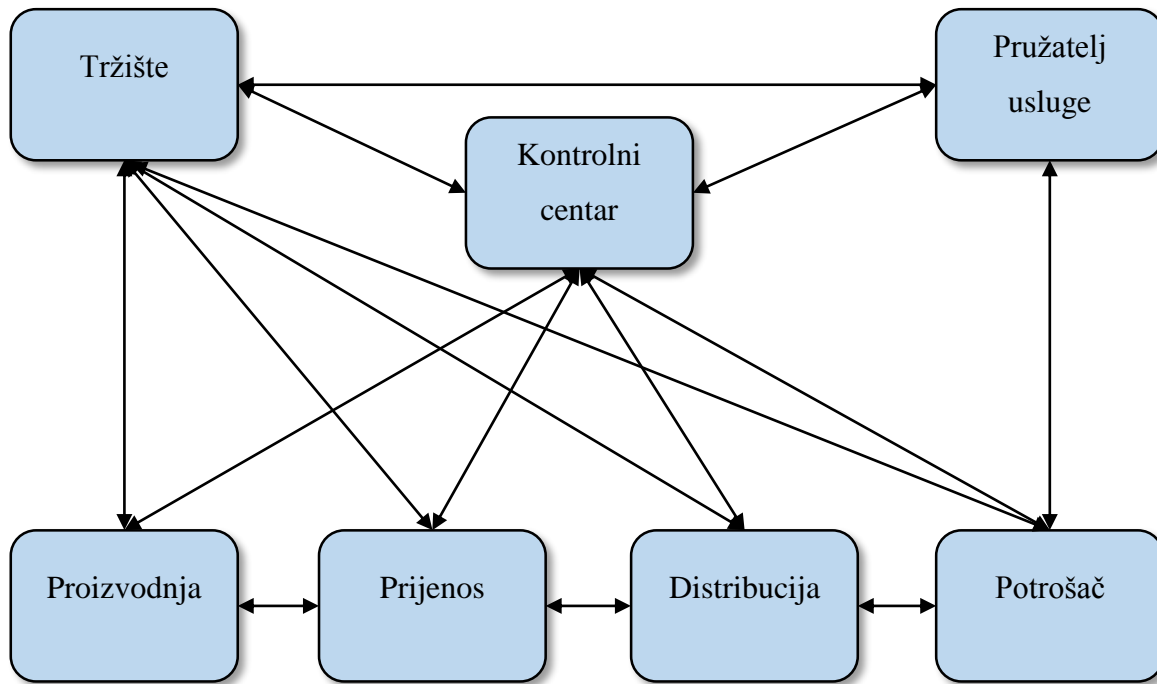 Tržište
Pružatelj
usluge
Kontrolni
centar
Proizvodnja
Prijenos
Distribucija
Potrošač